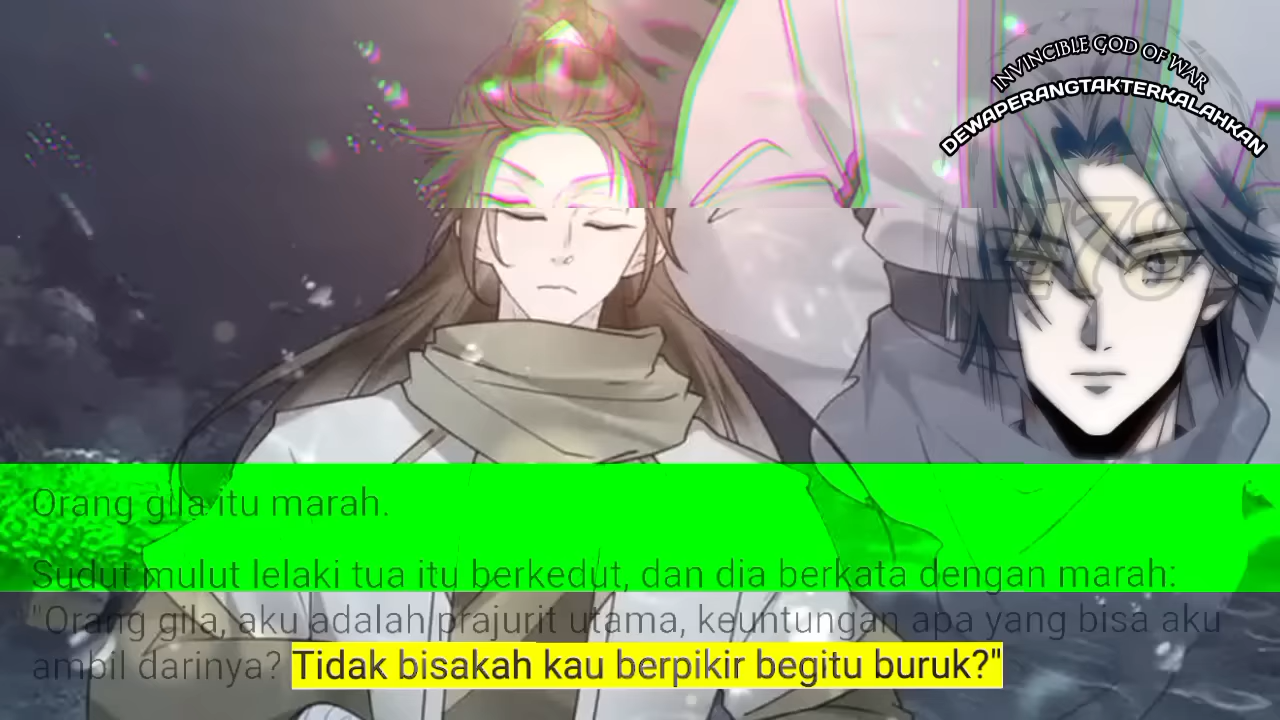 INVINCIBLE GOD OF WAR
DEWAPERANGTAKTERKALAHKAN
Orang gila itu marah.
Sudut mulut lelaki tua itu berkedut, dan dia berkata dengan marah:
"Orang gila, aku adalah prajurit utama, keuntungan apa yang bisa aku
ambil darinya? Tidak bisakah kau berpikir begitu buruk?"